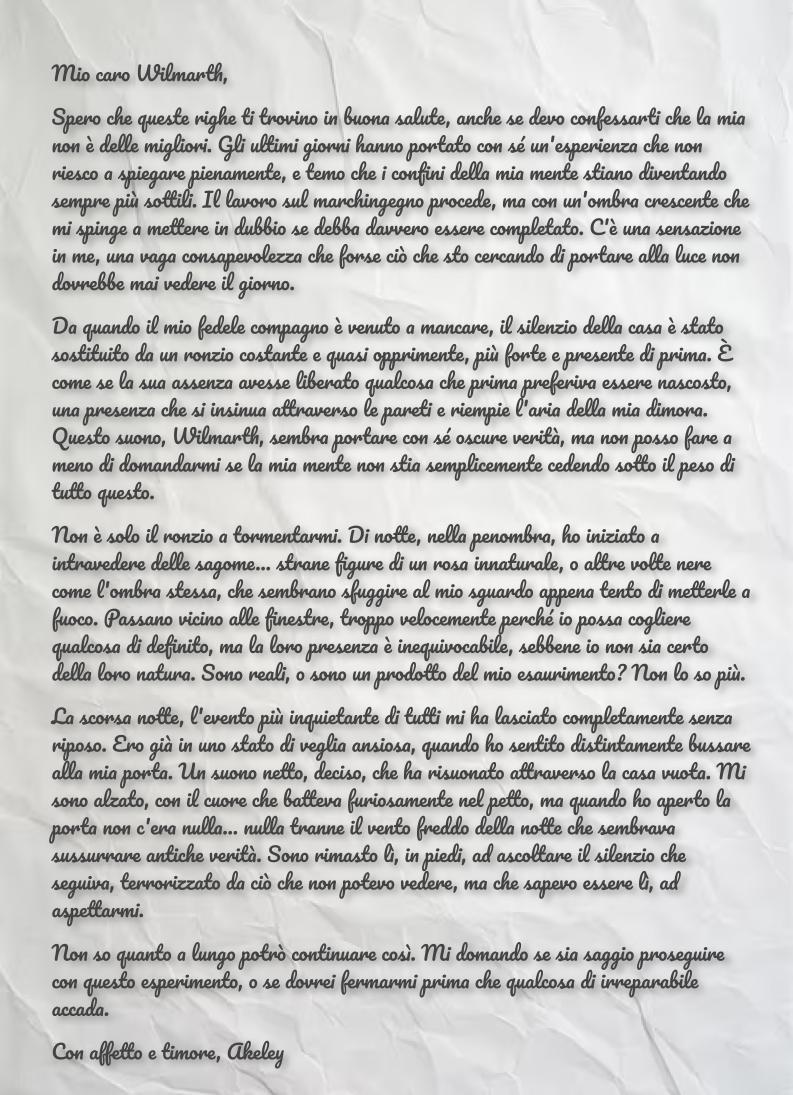 Mio caro Wilmarth,
Spero che queste righe ti trovino in buona salute, anche se devo confessarti che la mia
non è delle migliori. Gli ultimi giorni hanno portato con sé un'esperienza che non
riesco a spiegare pienamente, e temo che i confini della mia mente stiano diventando
sempre più sottili. Il lavoro sul marchingegno procede, ma con un'ombra crescente che
mi spinge a mettere in dubbio se debba davvero essere completato. C'è una sensazione
in me, una vaga consapevolezza che forse ciò che sto cercando di portare alla luce non
dovrebbe mai vedere il giorno.
Da quando il mio fedele compagno è venuto a mancare, il silenzio della casa è stato
sostituito da un ronzio costante e quasi opprimente, più forte e presente di prima. È
come se la sua assenza avesse liberato qualcosa che prima preferiva essere nascosto,
una presenza che si insinua attraverso le pareti e riempie l'aria della mia dimora.
Questo suono, Wilmarth, sembra portare con sé oscure verità, ma non posso fare a
meno di domandarmi se la mia mente non stia semplicemente cedendo sotto il peso di
tutto questo.
Non è solo il ronzio a tormentarmi. Di notte, nella penombra, ho iniziato a
intravedere delle sagome... strane figure di un rosa innaturale, o altre volte nere
come l'ombra stessa, che sembrano sfuggire al mio sguardo appena tento di metterle a
fuoco. Passano vicino alle finestre, troppo velocemente perché io possa cogliere
qualcosa di definito, ma la loro presenza è inequivocabile, sebbene io non sia certo
della loro natura. Sono reali, o sono un prodotto del mio esaurimento? Non lo so più.
La scorsa notte, l'evento più inquietante di tutti mi ha lasciato completamente senza
riposo. Ero già in uno stato di veglia ansiosa, quando ho sentito distintamente bussare
alla mia porta. Un suono netto, deciso, che ha risuonato attraverso la casa vuota. Mi
sono alzato, con il cuore che batteva furiosamente nel petto, ma quando ho aperto la
porta non c'era nulla... nulla tranne il vento freddo della notte che sembrava
sussurrare antiche verità. Sono rimasto lì, in piedi, ad ascoltare il silenzio che
seguiva, terrorizzato da ciò che non potevo vedere, ma che sapevo essere lì, ad
aspettarmi.
Non so quanto a lungo potrò continuare così. Mi domando se sia saggio proseguire
con questo esperimento, o se dovrei fermarmi prima che qualcosa di irreparabile
accada.
Con affetto e timore, Akeley